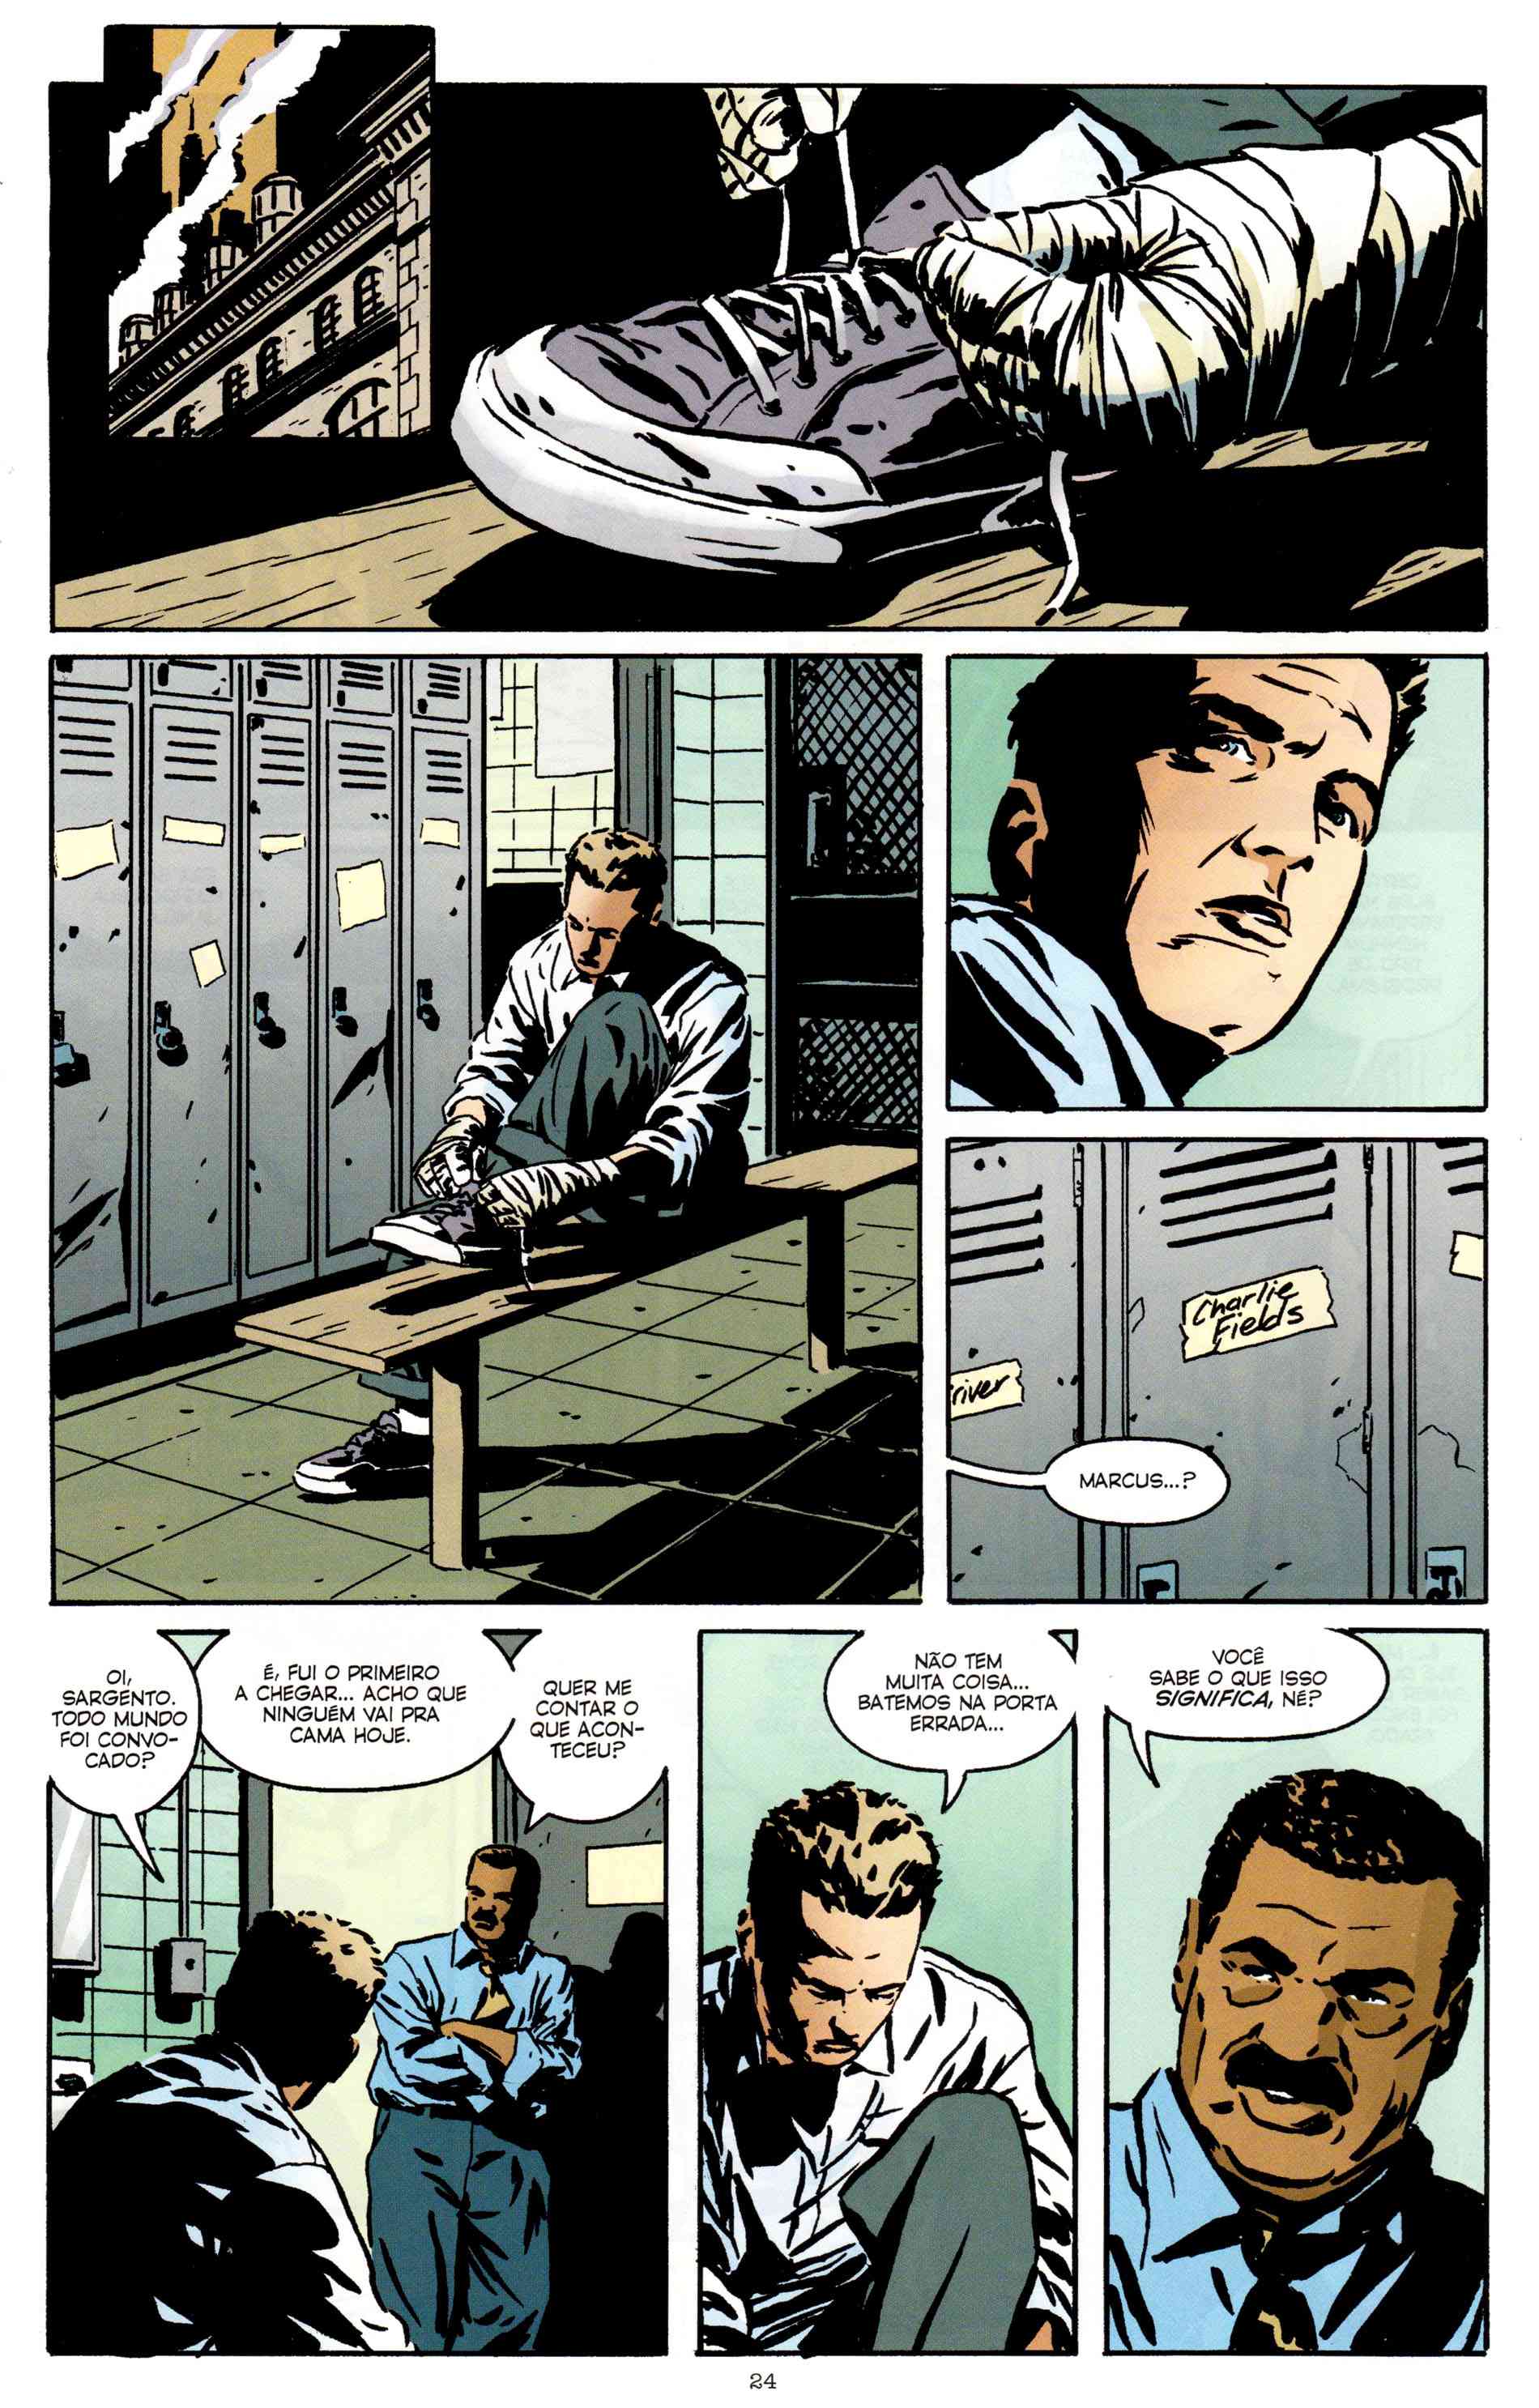 Charlie
Fields
river
MARCUS...?
OI,
SARGENTO.
TODO MUNDO
FOI CONVO-
CADO?
É, FUI O PRIMEIRO
A CHEGAR... ACHO QUE
NINGUÉM VAI PRA
CAMA HOJE.
QUER ME
CONTAR O
QUE ACON-
TECEU?
NÃO TEM
MUITA COISA...
BATEMOS NA PORTA
ERRADA...
VOCÊ
SABE O QUE ISSO
SIGNIFICA, NÉ?
24